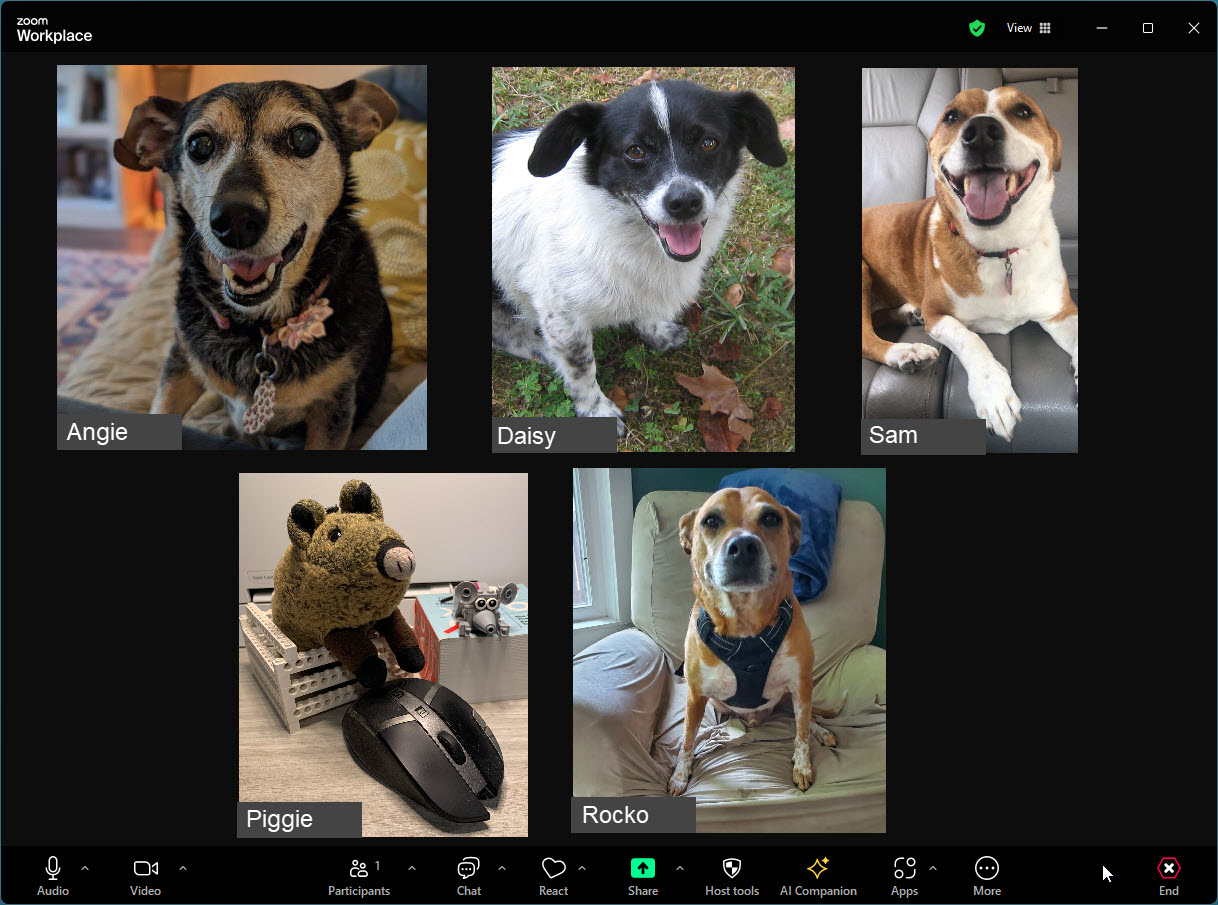 zoom
Workplace
View
Angie
Daisy
Sam
Piggie
Rocko
1
Audio
Video
Participants
Chat
React
Share
Host tools
AI Companion
Apps
More
End